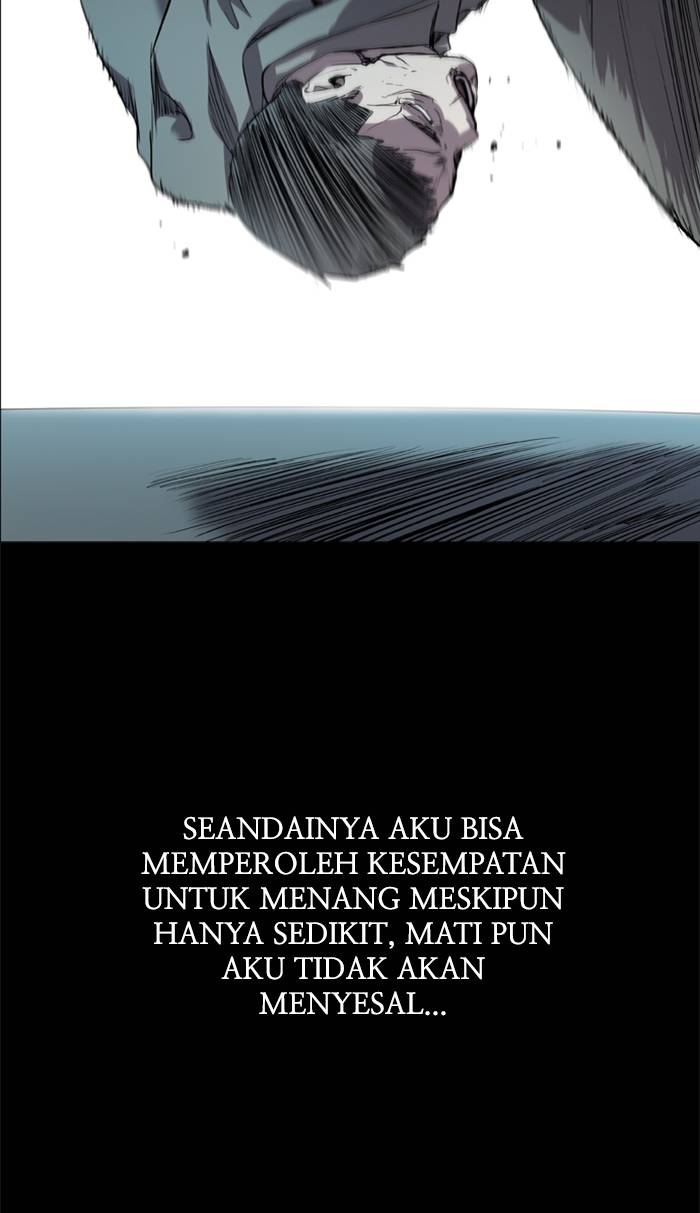 SEANDAINYA AKU BISA
MEMPEROLEH KESEMPATAN
UNTUK MENANG MESKIPUN
HANYA SEDIKIT, MATI PUN
AKU TIDAK AKAN
MENYESAL...